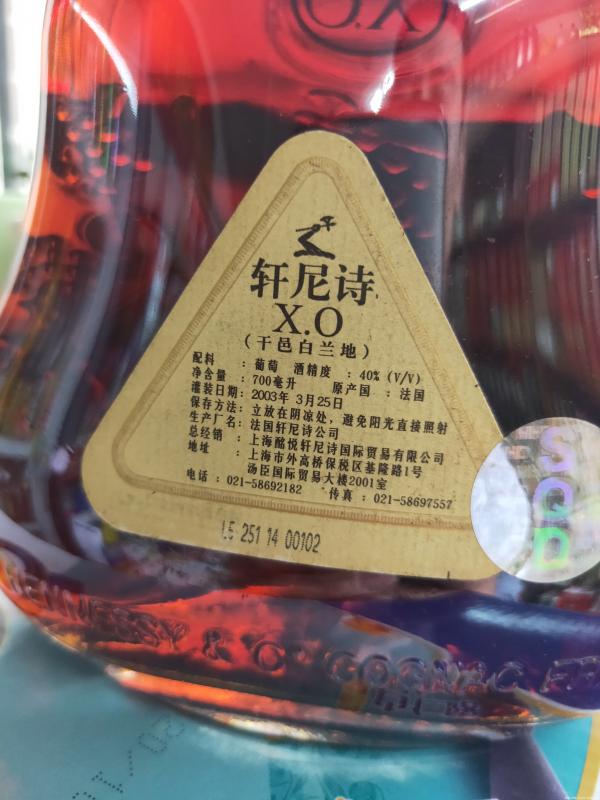 X.O
轩尼诗
X.O
(干邑白兰地)
配料 : 葡萄 酒精度 : 40% (V/V)
净含量 : 700毫升 原产国 : 法国
灌装日期: 2003年 3月25日
保存方法: 立放在阴凉处, 避免阳光直接照射
生产厂名: 法国轩尼诗公司
总经销 : 上海酩悦轩尼诗国际贸易有限公司
地址 : 上海市外高桥保税区基隆路1号
汤臣国际贸易大楼2001室
电话 : 021-58692182 传真 : 021-58697557
L5 251 14 00102
SQD
HENNESSY & Co COGNAC